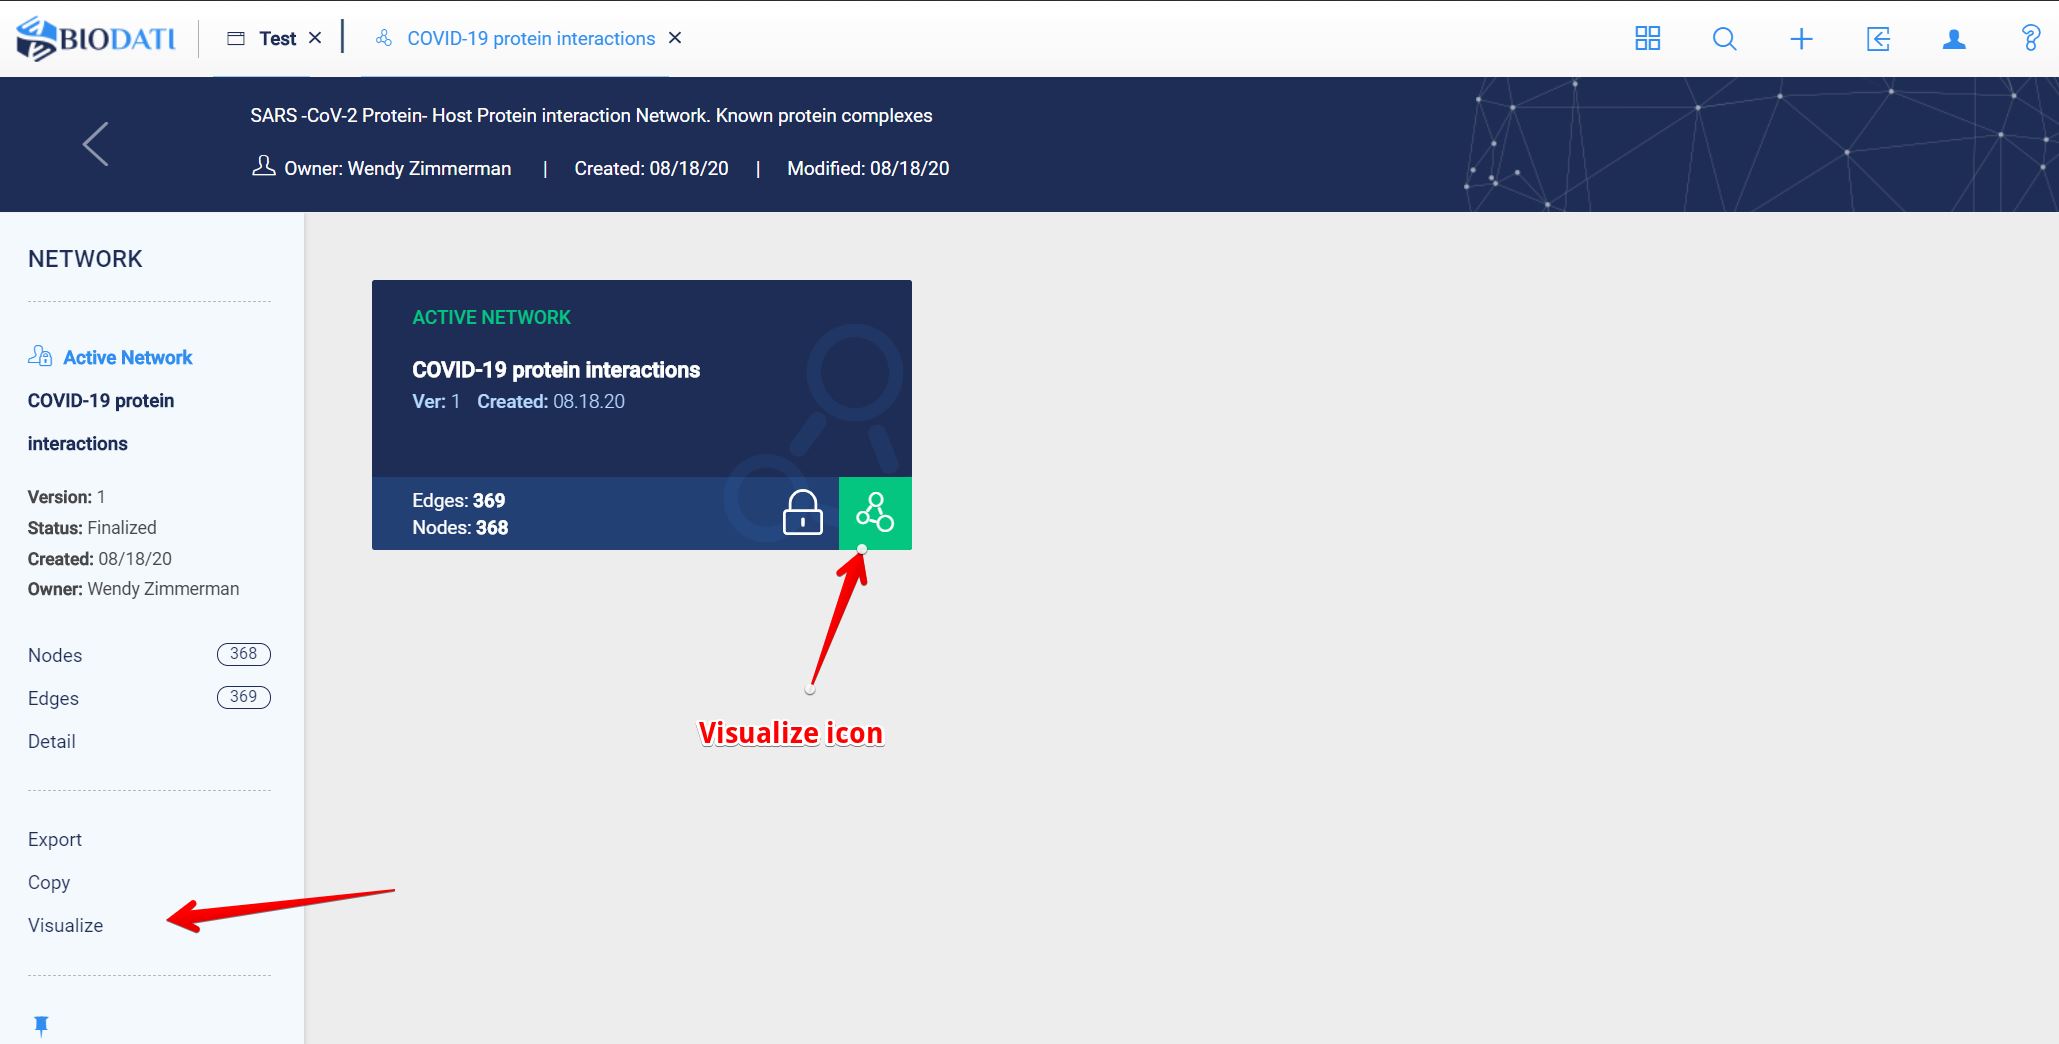 BIODATI
Test
COVID-19 protein interactions
SARS -CoV-2 Protein- Host Protein interaction Network. Known protein complexes
Owner: Wendy Zimmerman | Created: 08/18/20 | Modified: 08/18/20
NETWORK
Active Network
COVID-19 protein
interactions
Version: 1
Status: Finalized
Created: 08/18/20
Owner: Wendy Zimmerman
Nodes 368
Edges 369
Detail
Export
Copy
Visualize
ACTIVE NETWORK
COVID-19 protein interactions
Ver: 1 Created: 08.18.20
Edges: 369
Nodes: 368
Visualize icon